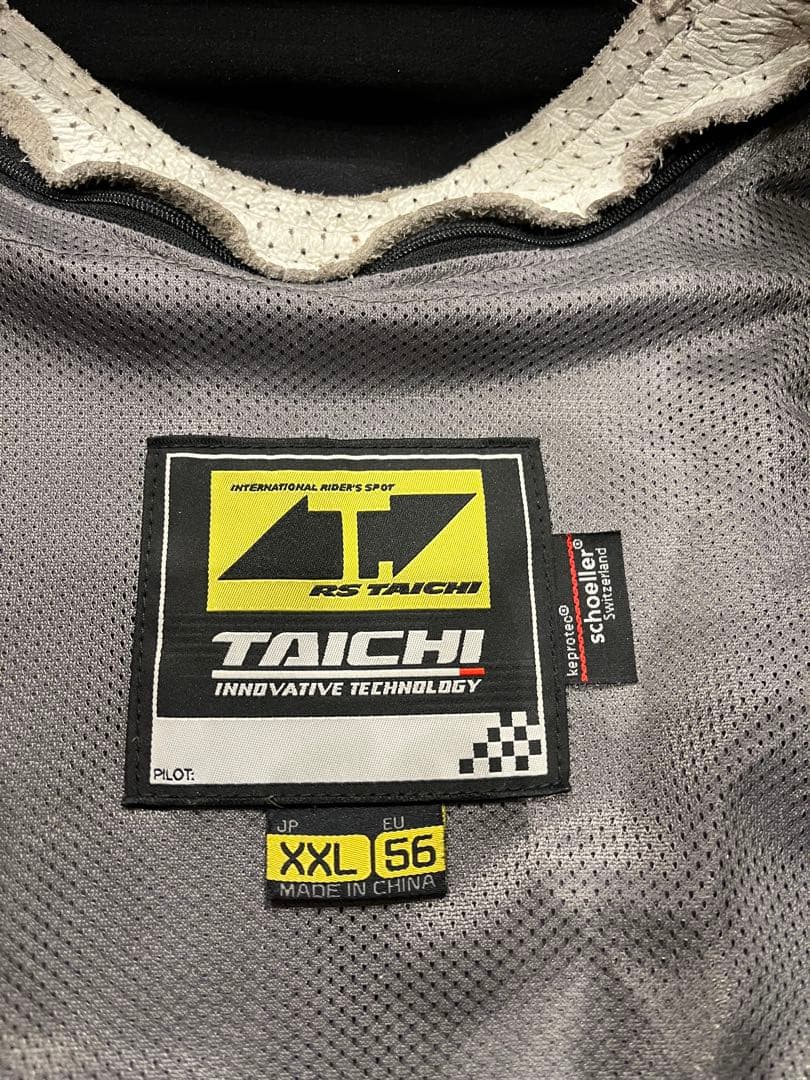 INTERNATIONAL RIDER'S SPOT
RS TAICHI
TAICHI
INNOVATIVE TECHNOLOGY
PILOT:
keprotec®
schoeller®
Switzerland
JP EU
XXL 56
MADE IN CHINA